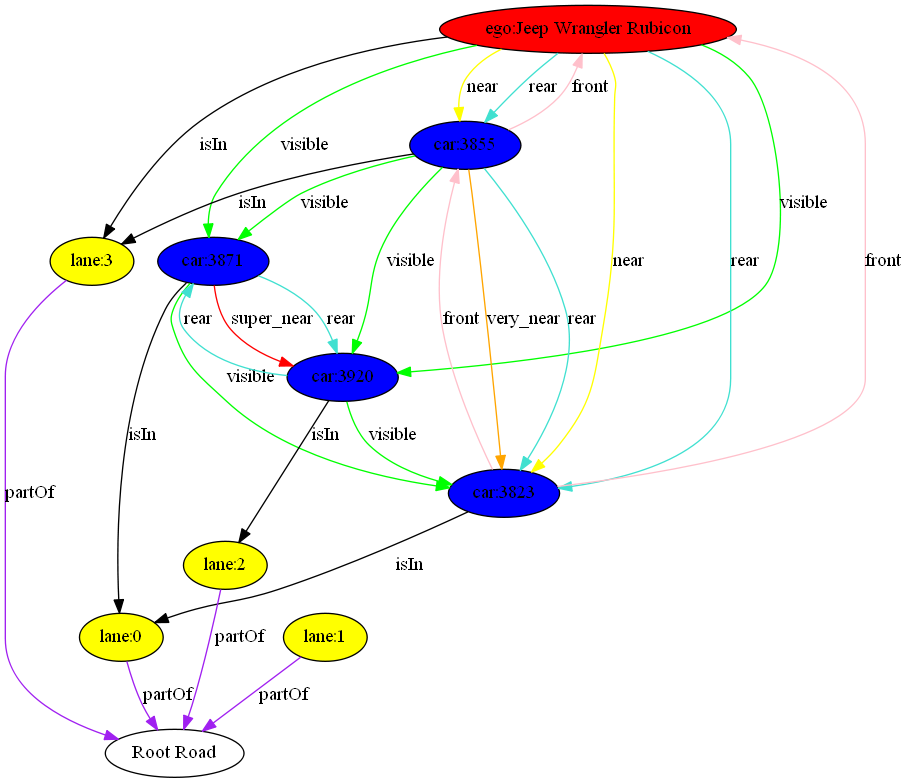 ego:Jeep Wrangler Rubicon
near
rear
front
isIn
visible
car:3855
isIn
visible
visible
visible
lane:3
car:3871
near
rear
front
rear
super_near
rear
front
very_near
rear
visible
car:3920
isIn
isIn
visible
partOf
car:3823
lane:2
isIn
lane:0
partOf
lane:1
partOf
partOf
Root Road